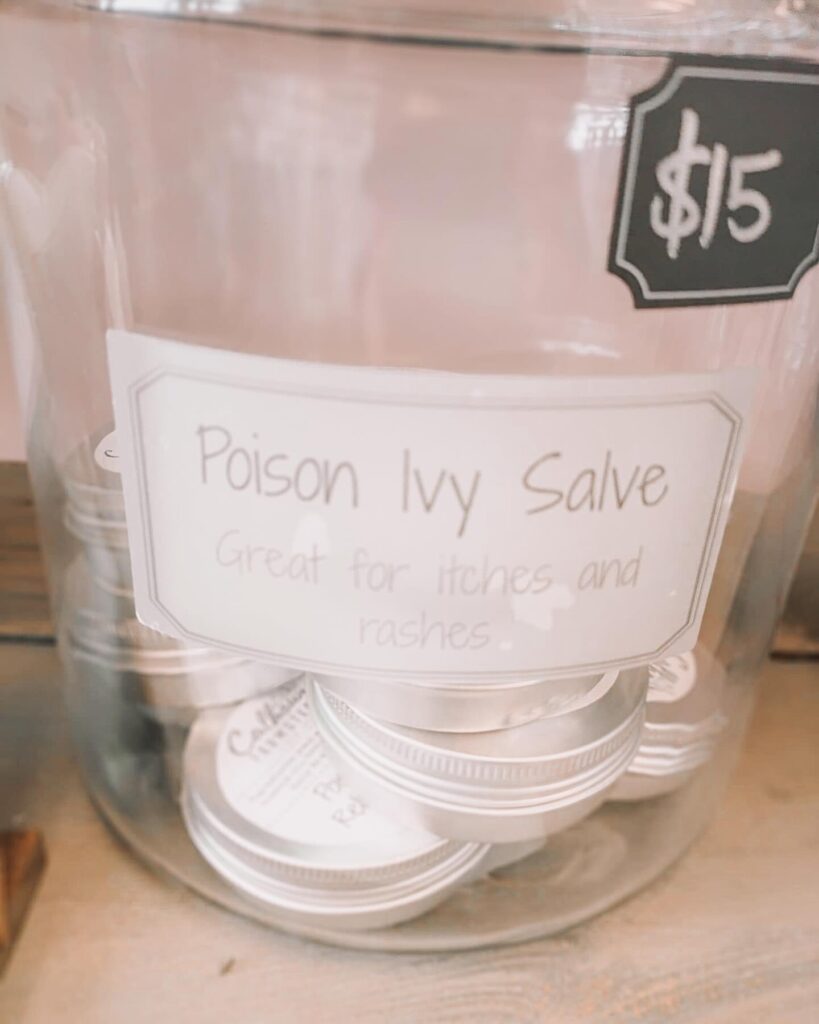 $15
Poison Ivy Salve
Great for itches and
rashes